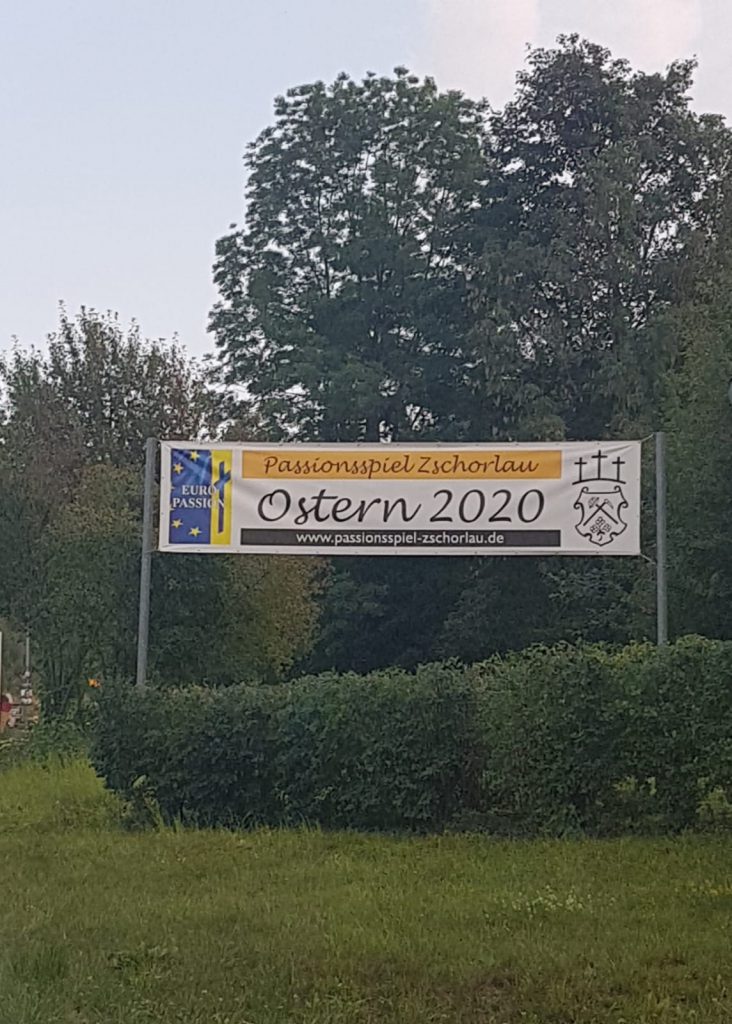 EURO
PASSION
Passionsspiel Zschorlau
Ostern 2020
www.passionsspiel-zschorlau.de